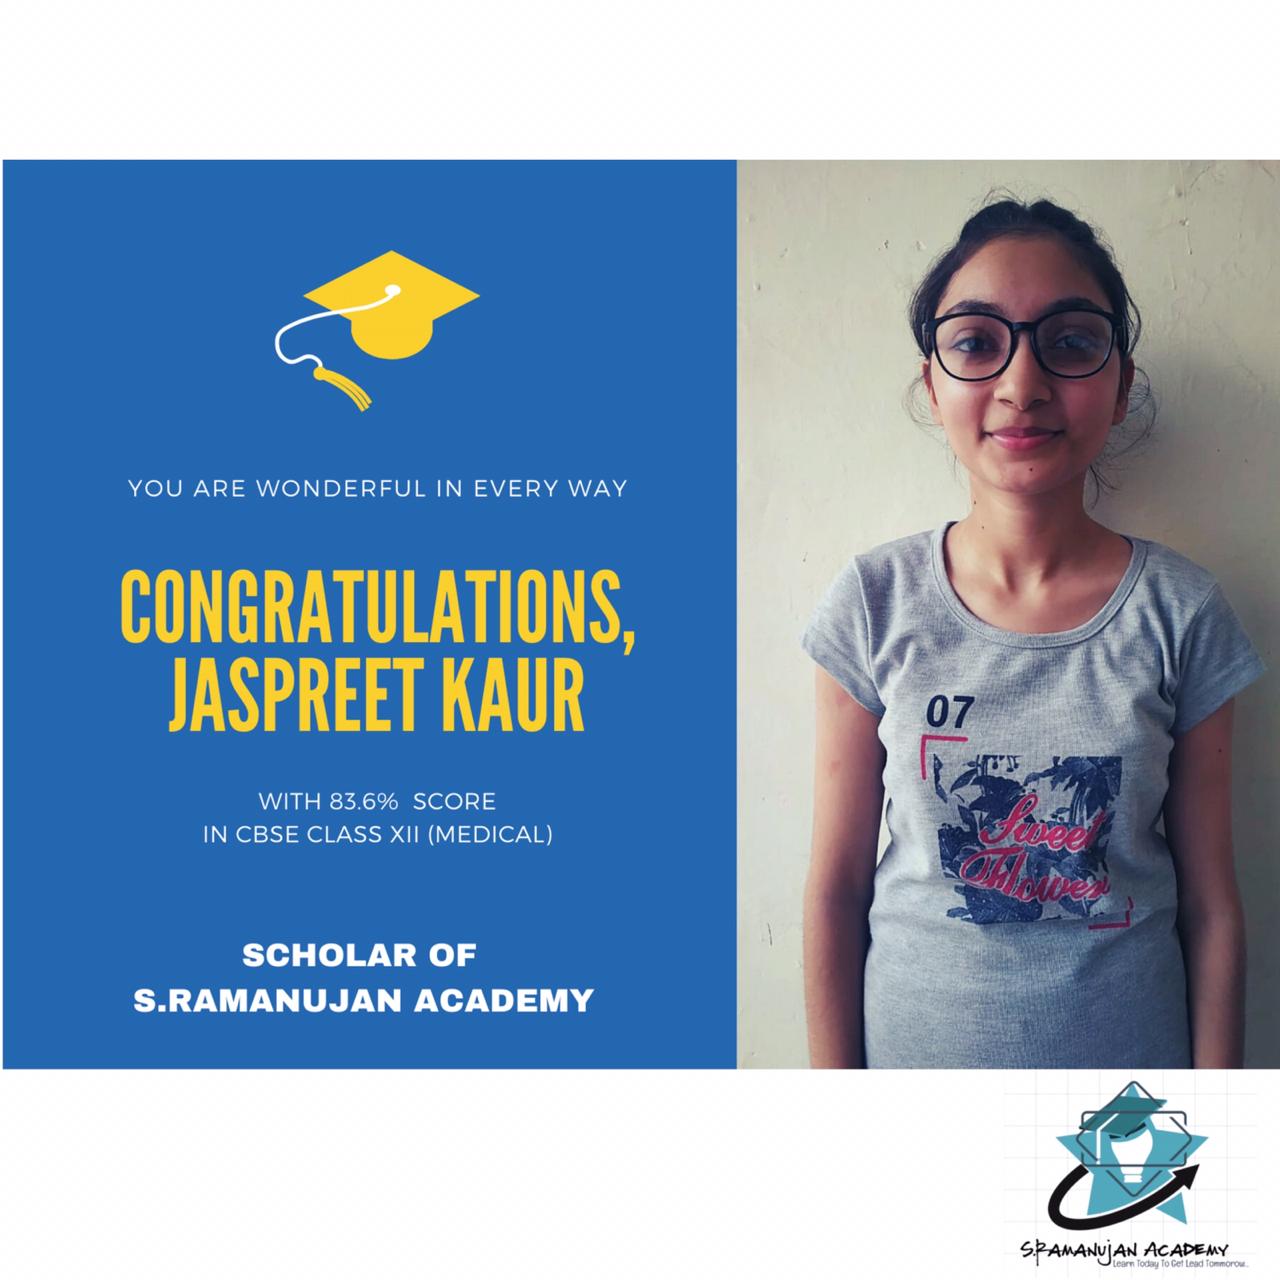 YOU ARE WONDERFUL IN EVERY WAY
CONGRATULATIONS,
JASPREET KAUR
WITH 83.6% SCORE
IN CBSE CLASS XII (MEDICAL)
SCHOLAR OF
S.RAMANUJAN ACADEMY
07
Sweet
Flower
S.RAMANUJAN ACADEMY
Learn Today To Get Lead Tommorow..